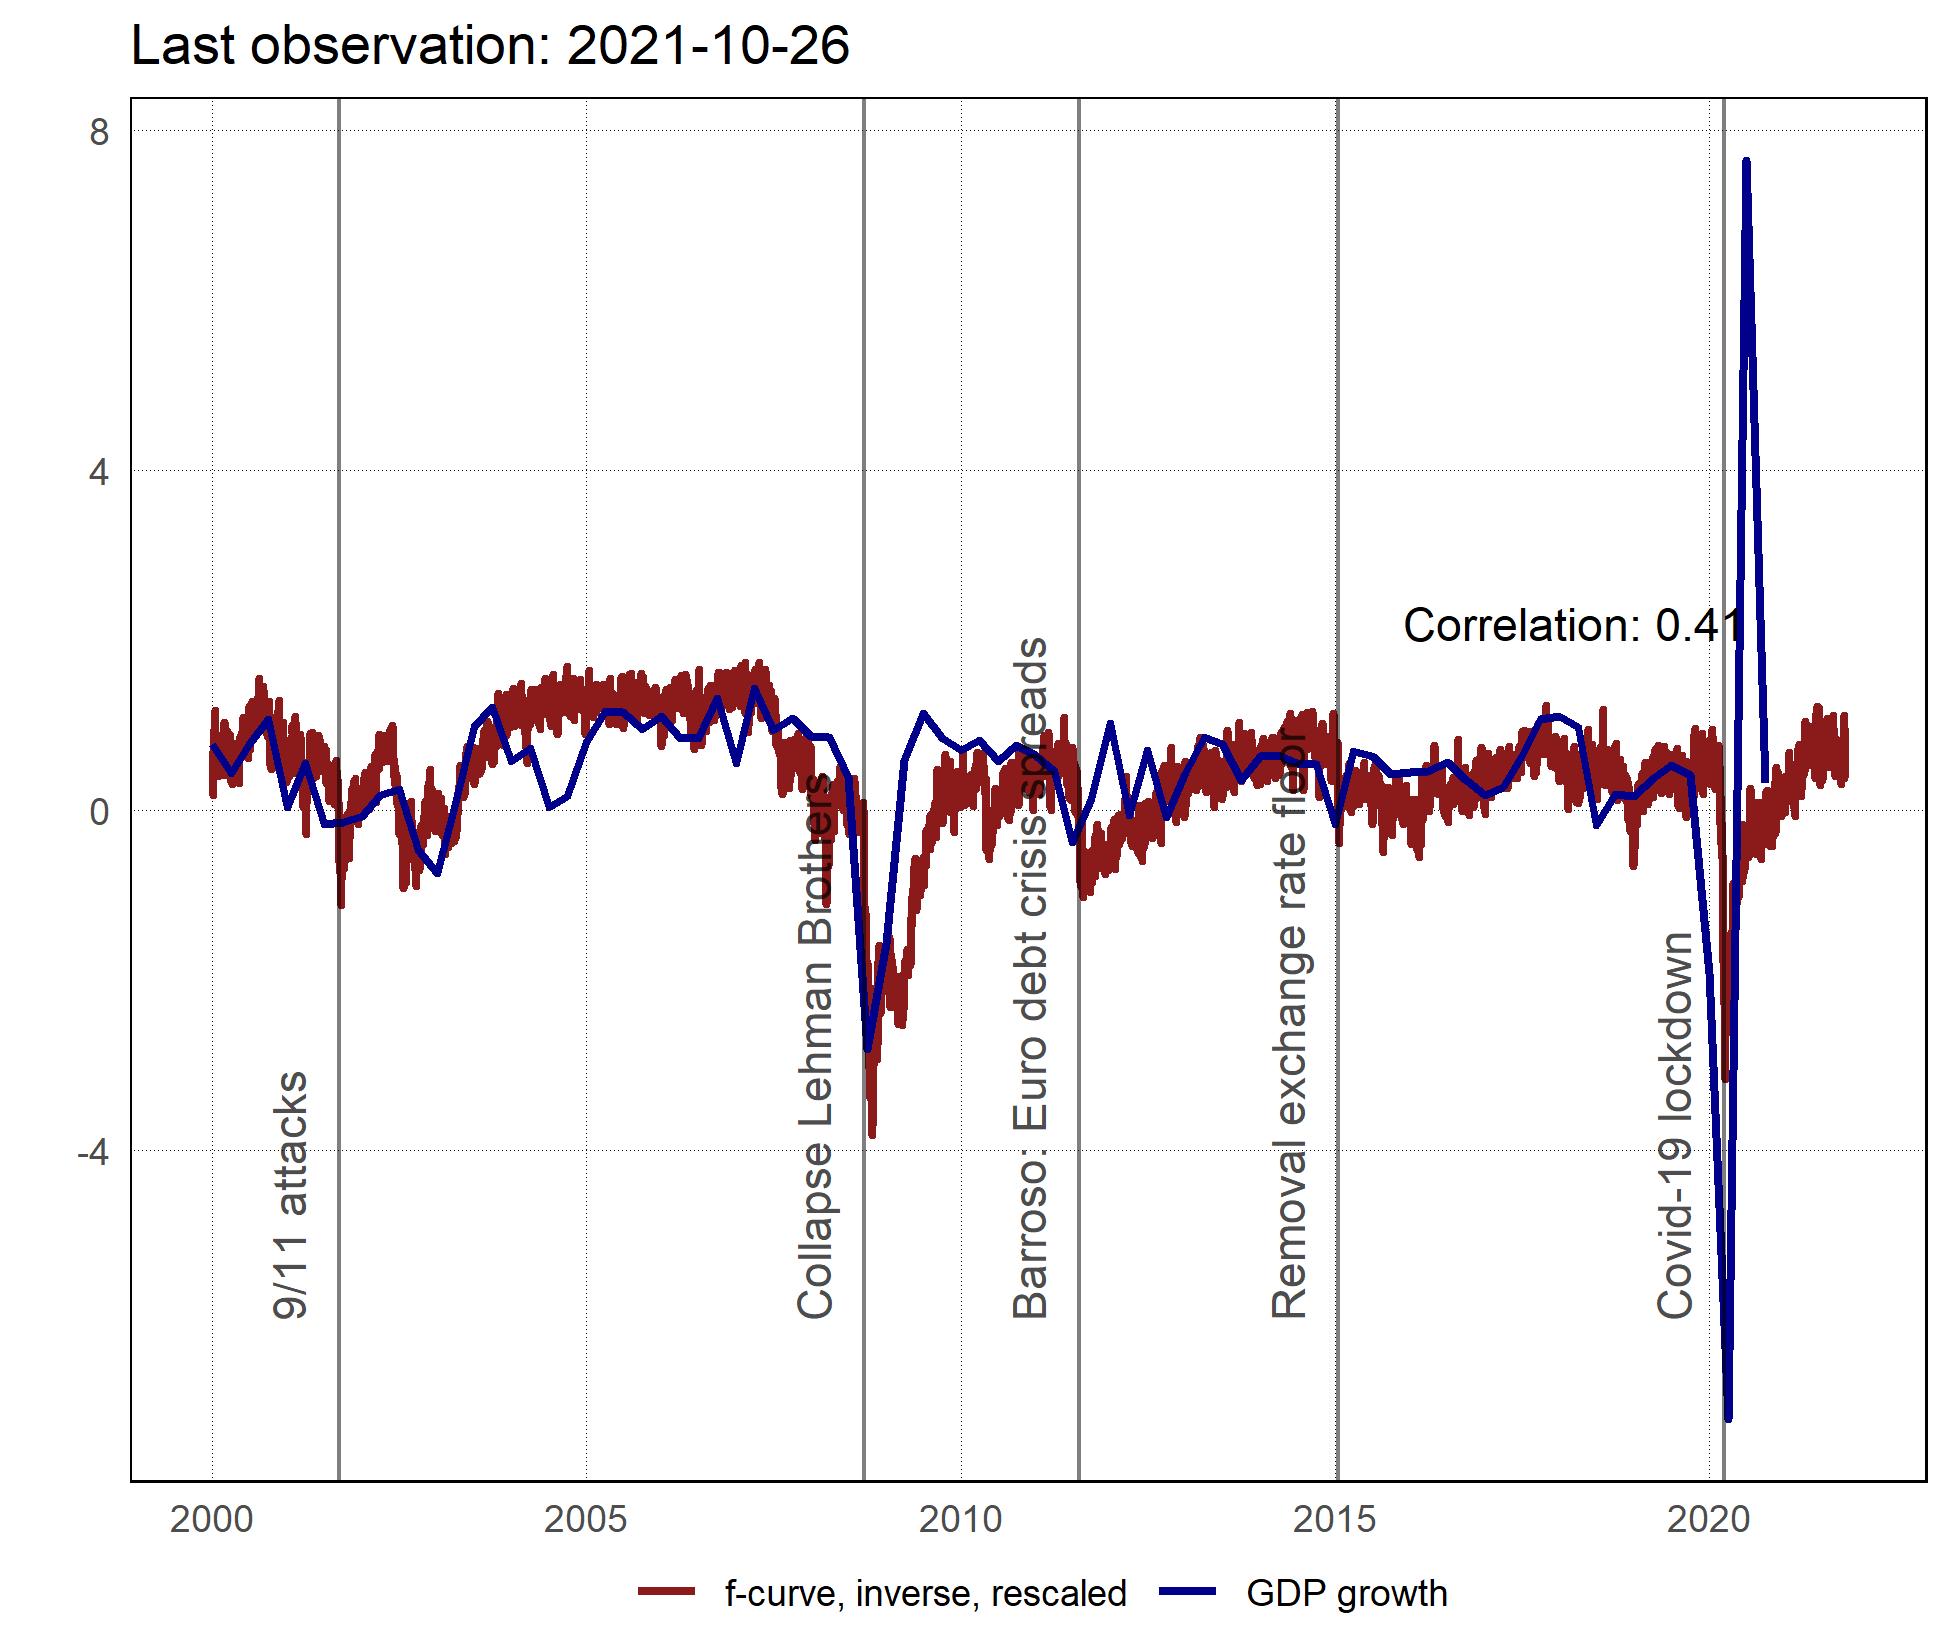 Last observation: 2021-10-26
8
4
0
-4
Correlation: 0.41
9/11 attacks
Collapse Lehman Brothers
Barroso: Euro debt crisis spreads
Removal exchange rate floor
Covid-19 lockdown
2000
2005
2010
2015
2020
f-curve, inverse, rescaled
GDP growth